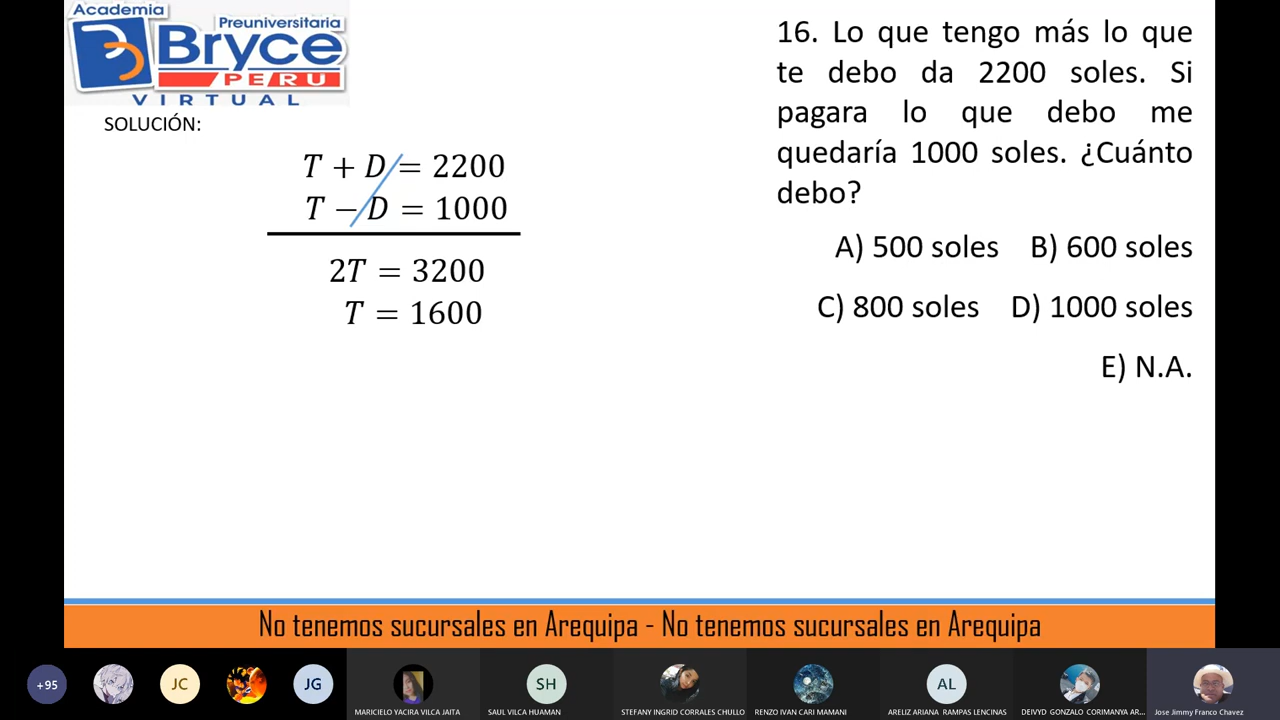 Academia
Preuniversitaria
Bryce
PERU
VIRTUAL
SOLUCIÓN:
T + D = 2200
T − D = 1000
2T = 3200
T = 1600
16. Lo que tengo más lo que
te debo da 2200 soles. Si
pagara lo que debo me
quedaría 1000 soles. ¿Cuánto
debo?
A) 500 soles B) 600 soles
C) 800 soles D) 1000 soles
E) N.A.
No tenemos sucursales en Arequipa - No tenemos sucursales en Arequipa
+95
JC
JG
SH
AL
MARICIELO YACIRA VILCA JAITA
SAUL VILCA HUAMAN
STEFANY INGRID CORRALES CHULLO
RENZO IVAN CARI MAMANI
ARELIZ ARIANA RAMPAS LENCINAS
DEIVYD GONZALO CORIMANYA AR...
Jose Jimmy Franco Chavez